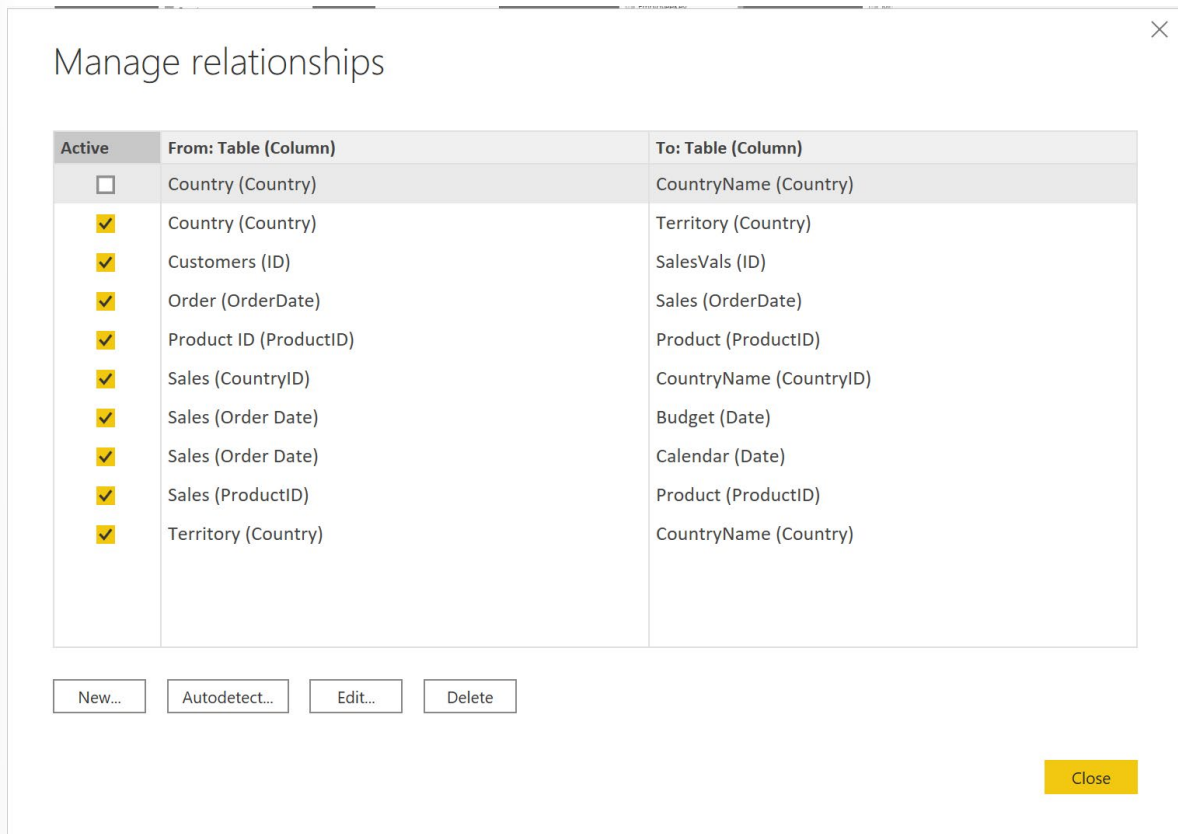 Manage relationships
Active From: Table (Column) To: Table (Column)
Country (Country) CountryName (Country)
Country (Country) Territory (Country)
Customers (ID) SalesVals (ID)
Order (OrderDate) Sales (OrderDate)
Product ID (ProductID) Product (ProductID)
Sales (CountryID) CountryName (CountryID)
Sales (Order Date) Budget (Date)
Sales (Order Date) Calendar (Date)
Sales (ProductID) Product (ProductID)
Territory (Country) CountryName (Country)
New... Autodetect... Edit... Delete
Close